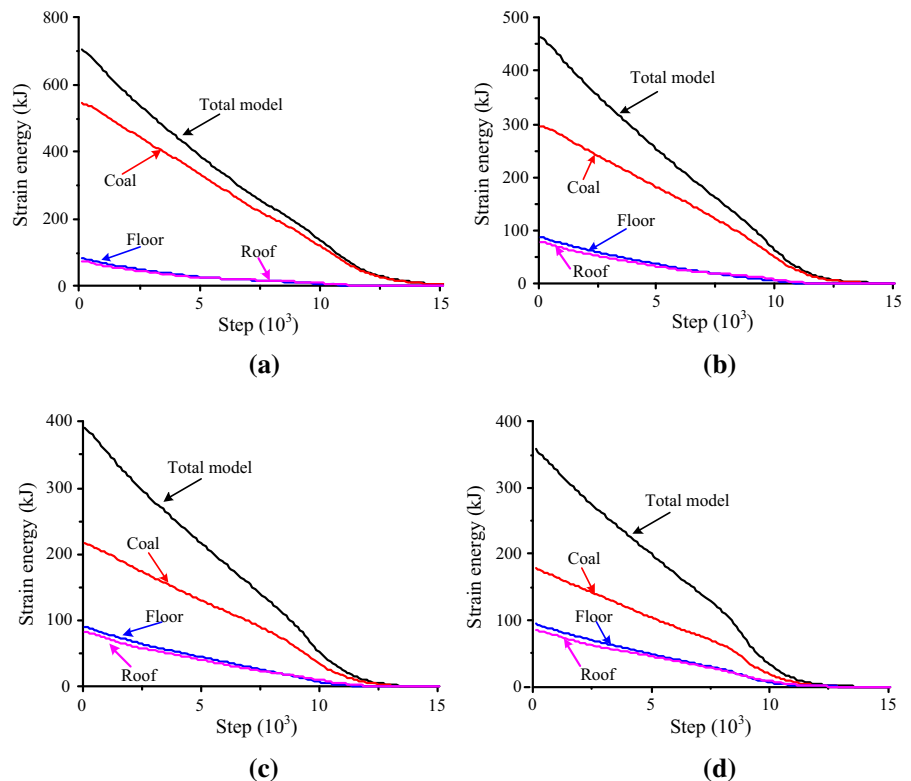 800
600
400
200
0
0
5
10
15
Strain energy (kJ)
Step (10³)
Total model
Coal
Floor
Roof
(a)
500
400
300
200
100
0
0
5
10
15
Strain energy (kJ)
Step (10³)
Total model
Coal
Floor
Roof
(b)
400
300
200
100
0
0
5
10
15
Strain energy (kJ)
Step (10³)
Total model
Coal
Floor
Roof
(c)
400
300
200
100
0
0
5
10
15
Strain energy (kJ)
Step (10³)
Total model
Coal
Floor
Roof
(d)